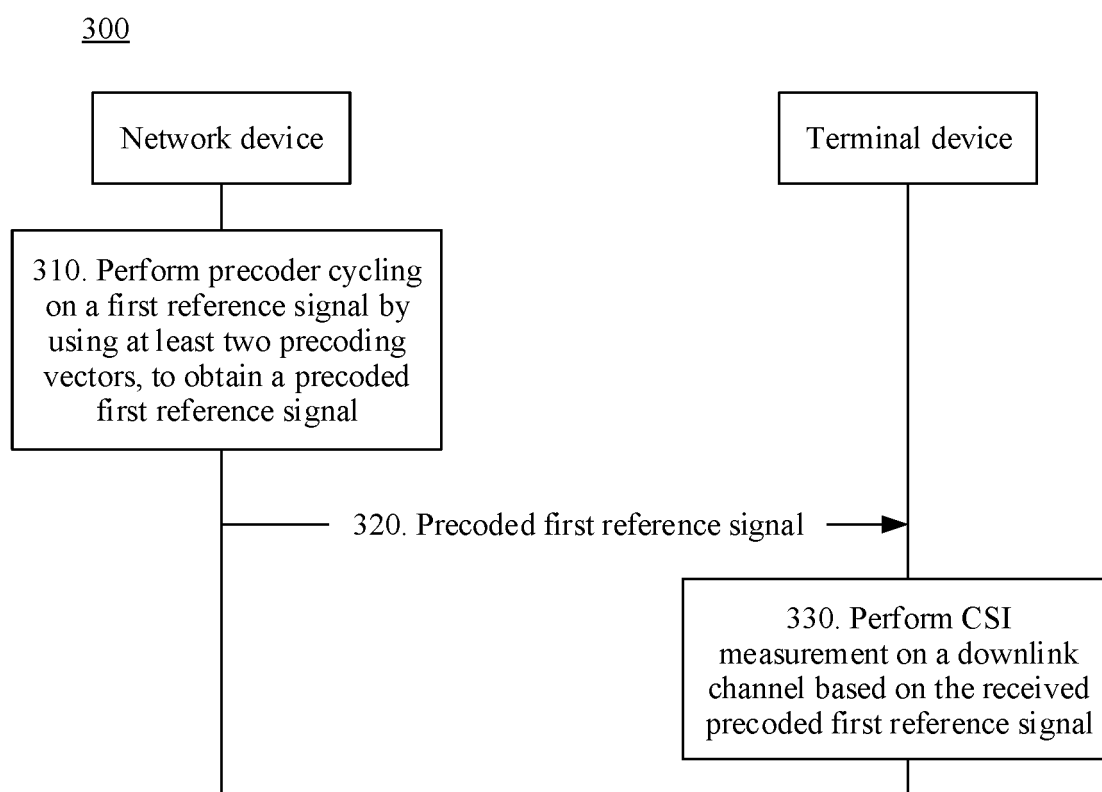 300
Network device
Terminal device
310. Perform precoder cycling
on a first reference signal by
using at least two precoding
vectors, to obtain a precoded
first reference signal
320. Precoded first reference signal
330. Perform CSI
measurement on a downlink
channel based on the received
precoded first reference signal